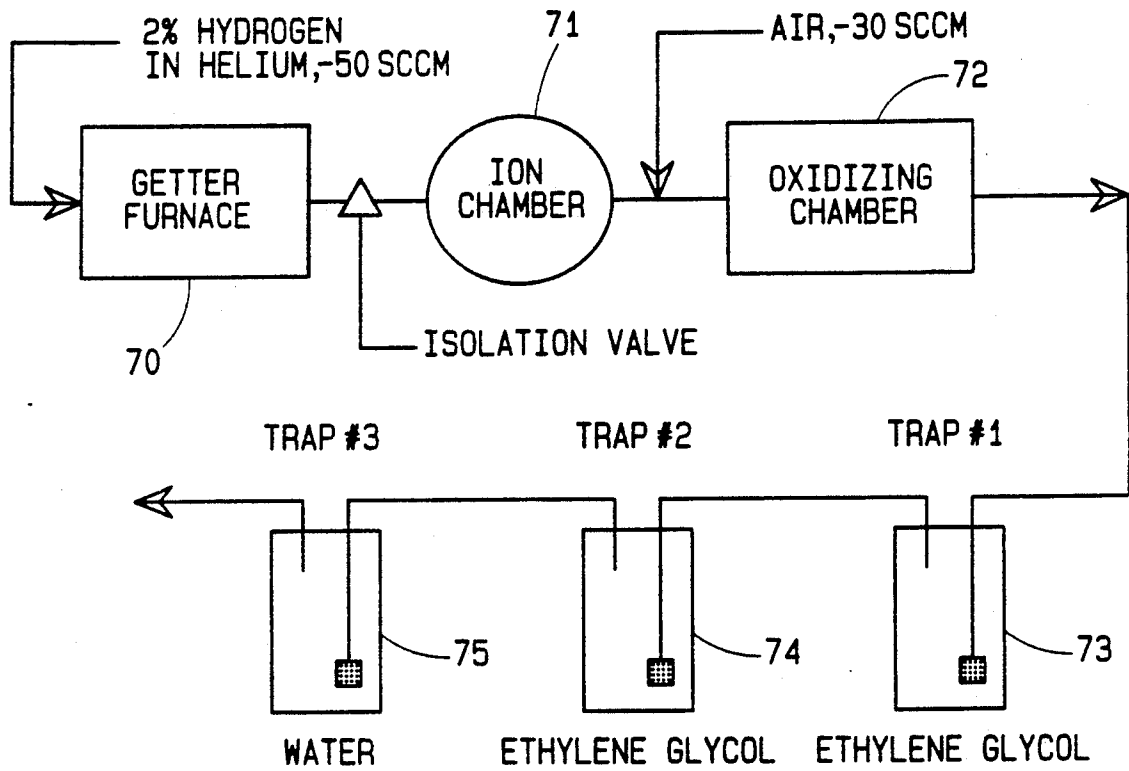 2% HYDROGEN
IN HELIUM,-50 SCCM
71
AIR,-30 SCCM
72
GETTER
FURNACE
ION
CHAMBER
OXIDIZING
CHAMBER
70
ISOLATION VALVE
TRAP #3
TRAP #2
TRAP #1
75
74
73
WATER
ETHYLENE GLYCOL
ETHYLENE GLYCOL